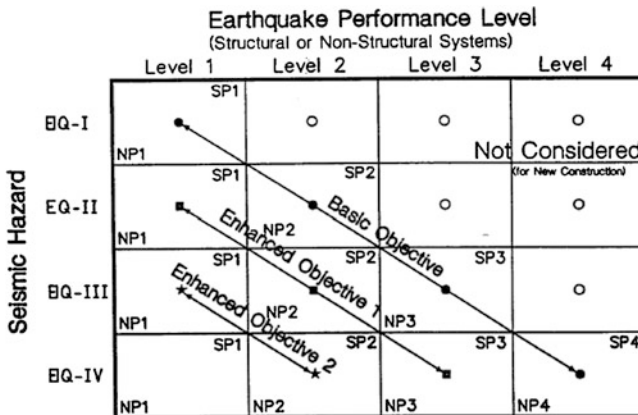 Earthquake Performance Level
(Structural or Non-Structural Systems)
Level 1 Level 2 Level 3 Level 4
Seismic Hazard
SP1
EQ-I
NP1
Not Considered
(for New Construction)
SP1 SP2
EQ-II
NP1 NP2
Basic Objective
SP1 SP2 SP3
Enhanced Objective 1
EQ-III
NP1 NP2 NP3
Enhanced Objective 2
SP1 SP2 SP3 SP4
EQ-IV
NP1 NP2 NP3 NP4